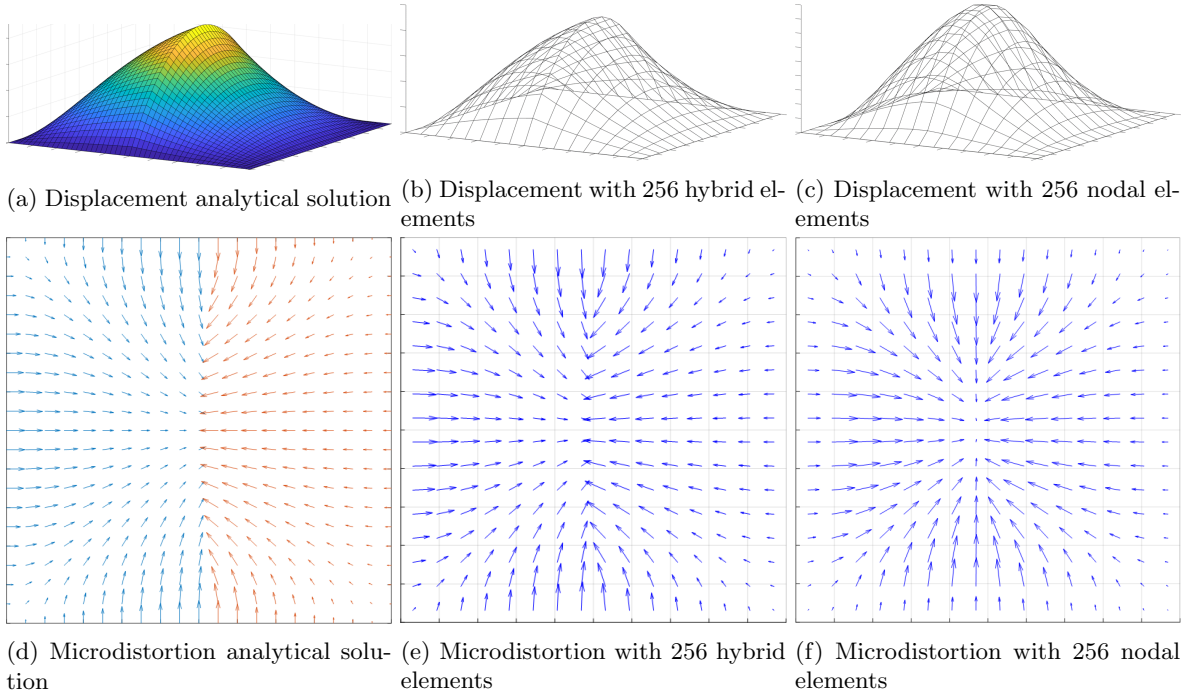 (a) Displacement analytical solution
(b) Displacement with 256 hybrid el-
ements
(c) Displacement with 256 nodal el-
ements
(d) Microdistortion analytical solu-
tion
(e) Microdistortion with 256 hybrid
elements
(f) Microdistortion with 256 nodal
elements